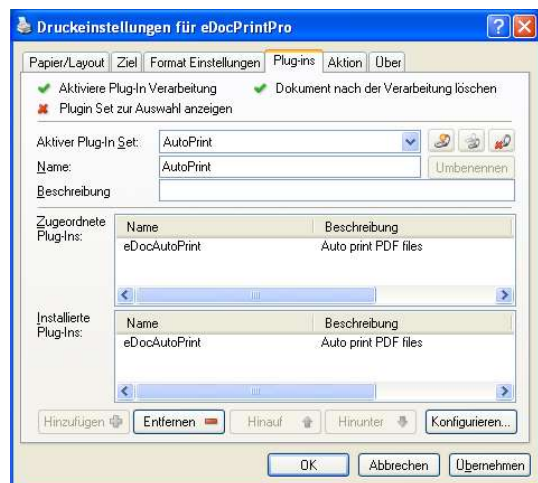 Druckeinstellungen für eDocPrintPro
Papier/Layout Ziel Format Einstellungen Plug-ins Aktion Über
Aktiviere Plug-In Verarbeitung Dokument nach der Verarbeitung löschen
Plugin Set zur Auswahl anzeigen
Aktiver Plug-In Set: AutoPrint
Name: AutoPrint Umbenennen
Beschreibung
Zugeordnete Plug-Ins:
Name Beschreibung
eDocAutoPrint Auto print PDF files
Installierte Plug-Ins:
Name Beschreibung
eDocAutoPrint Auto print PDF files
Hinzufügen Entfernen Hinauf Hinunter Konfigurieren...
OK Abbrechen Übernehmen